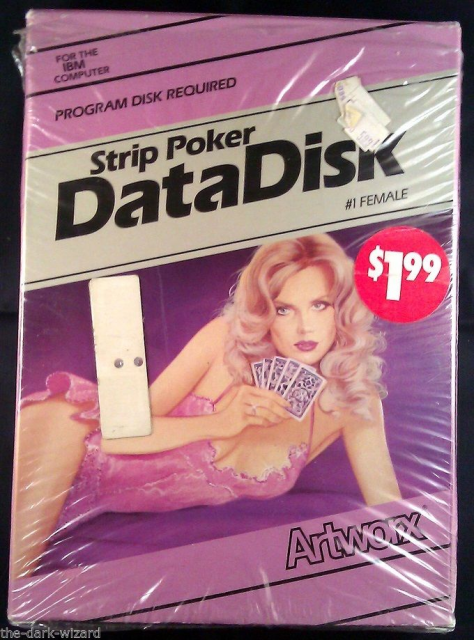 FOR THE
IBM
COMPUTER
PROGRAM DISK REQUIRED
Strip Poker
DataDisk
#1 FEMALE
$1.99
Artworx
the-dark-wizard